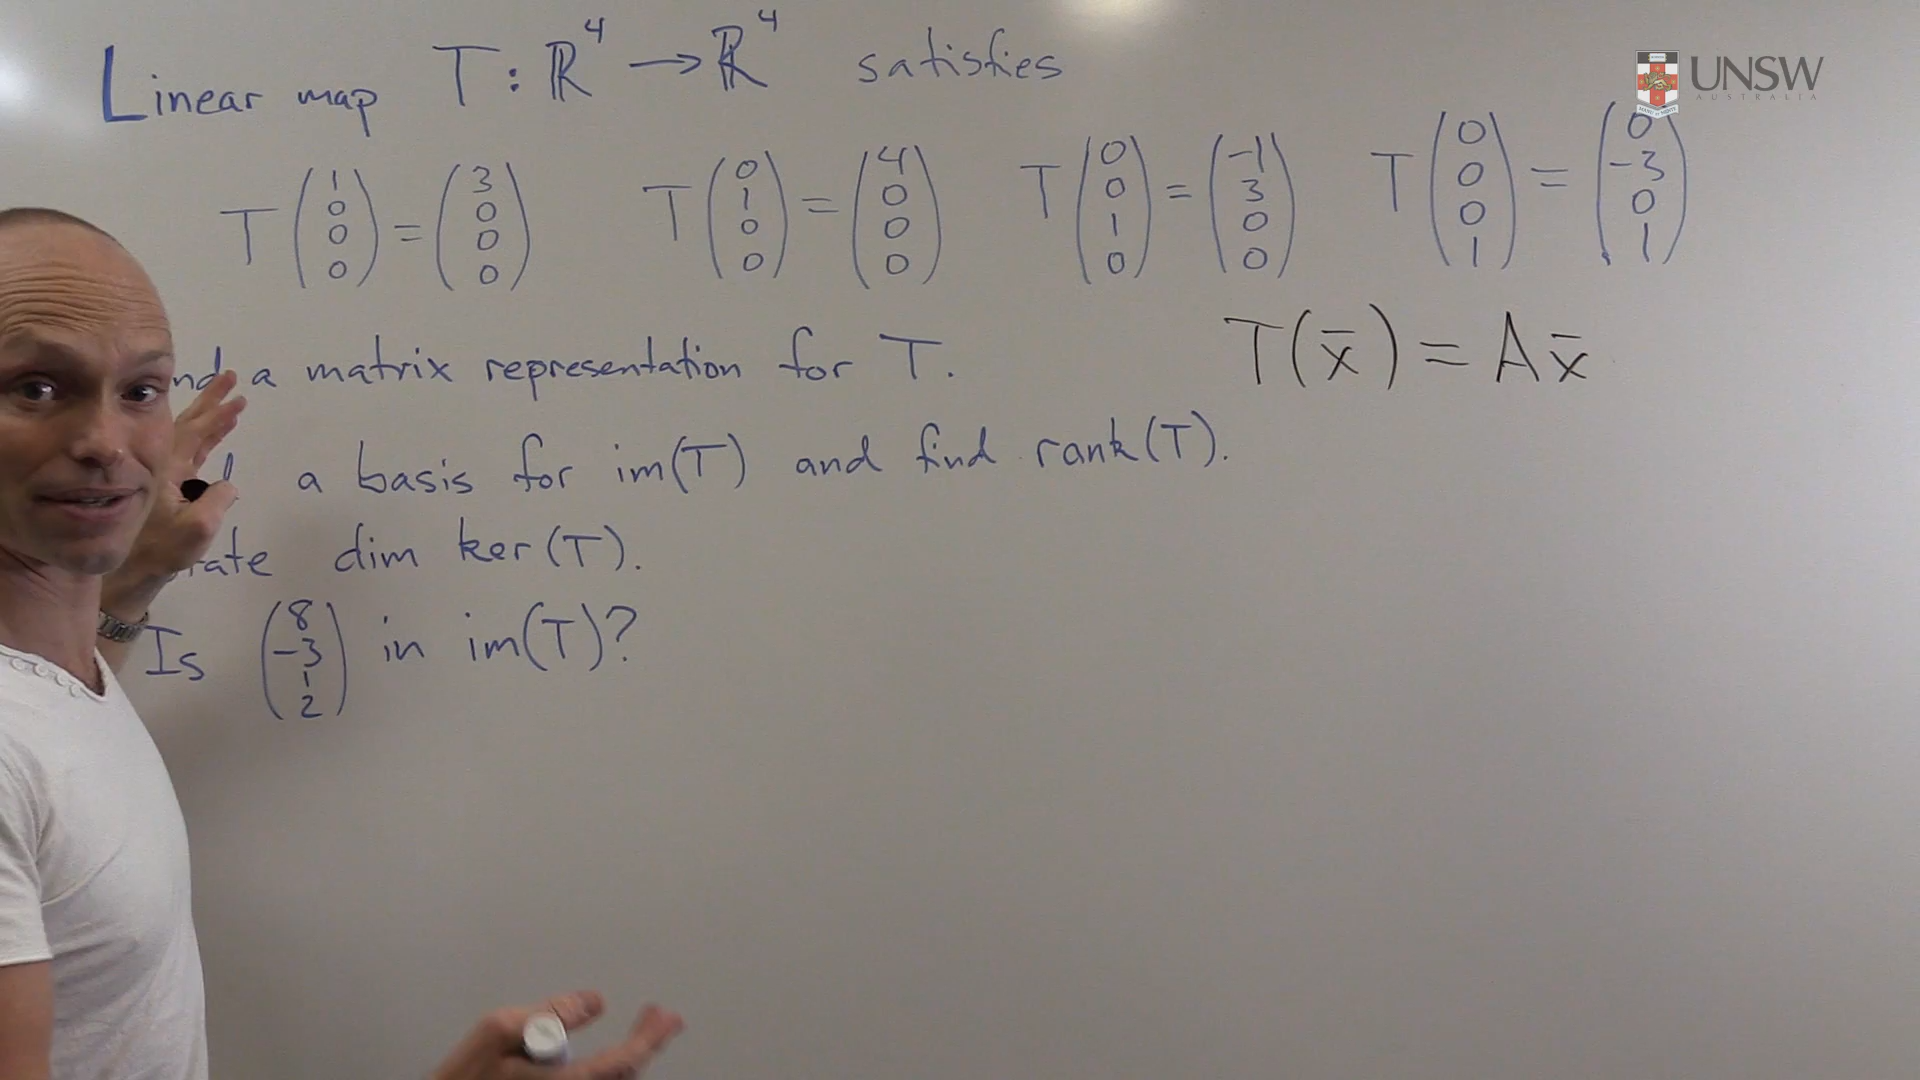 Linear map T : ℝ⁴ → ℝ⁴ satisfies
UNSW
AUSTRALIA
T(1 0 0 0) = (3 0 0 0) T(0 1 0 0) = (4 0 0 0) T(0 0 1 0) = (-1 3 0 0) T(0 0 0 1) = (0 -3 0 1)
a matrix representation for T.
T(x̄) = Ax̄
a basis for im(T) and find rank(T).
dim ker(T).
Is (8 -3 1 2) in im(T)?